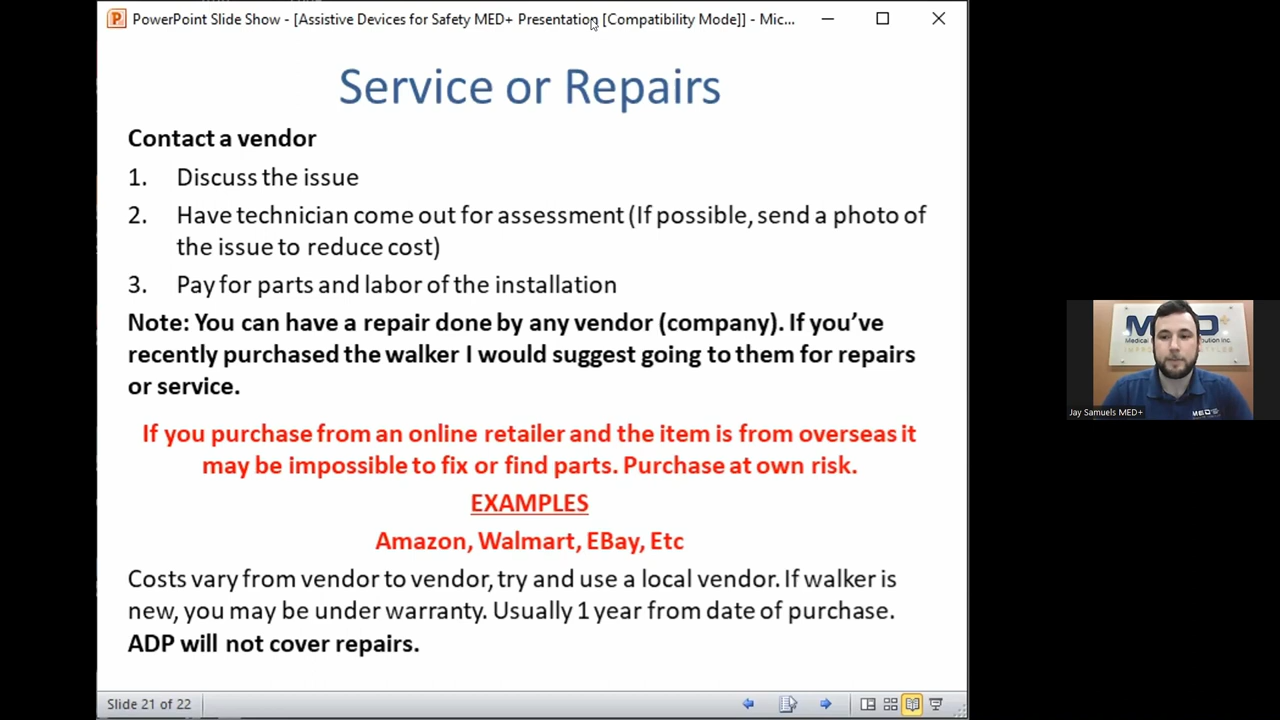 PowerPoint Slide Show - [Assistive Devices for Safety MED+ Presentation [Compatibility Mode]] - Mic...
Service or Repairs
Contact a vendor
1. Discuss the issue
2. Have technician come out for assessment (If possible, send a photo of
the issue to reduce cost)
3. Pay for parts and labor of the installation
Note: You can have a repair done by any vendor (company). If you've
recently purchased the walker I would suggest going to them for repairs
or service.
If you purchase from an online retailer and the item is from overseas it
may be impossible to fix or find parts. Purchase at own risk.
EXAMPLES
Amazon, Walmart, EBay, Etc
Costs vary from vendor to vendor, try and use a local vendor. If walker is
new, you may be under warranty. Usually 1 year from date of purchase.
ADP will not cover repairs.
Slide 21 of 22
Medical
Jay Samuels MED+